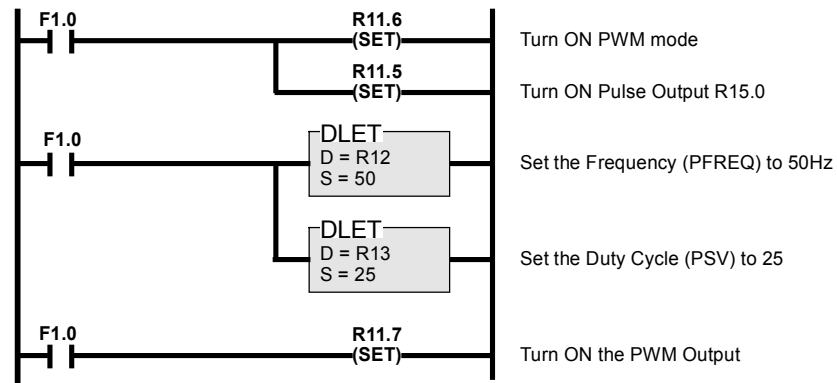 F1.0 R11.6
(SET) Turn ON PWM mode
R11.5
(SET) Turn ON Pulse Output R15.0
F1.0 DLET
D = R12 Set the Frequency (PFREQ) to 50Hz
S = 50
DLET
D = R13 Set the Duty Cycle (PSV) to 25
S = 25
F1.0 R11.7
(SET) Turn ON the PWM Output